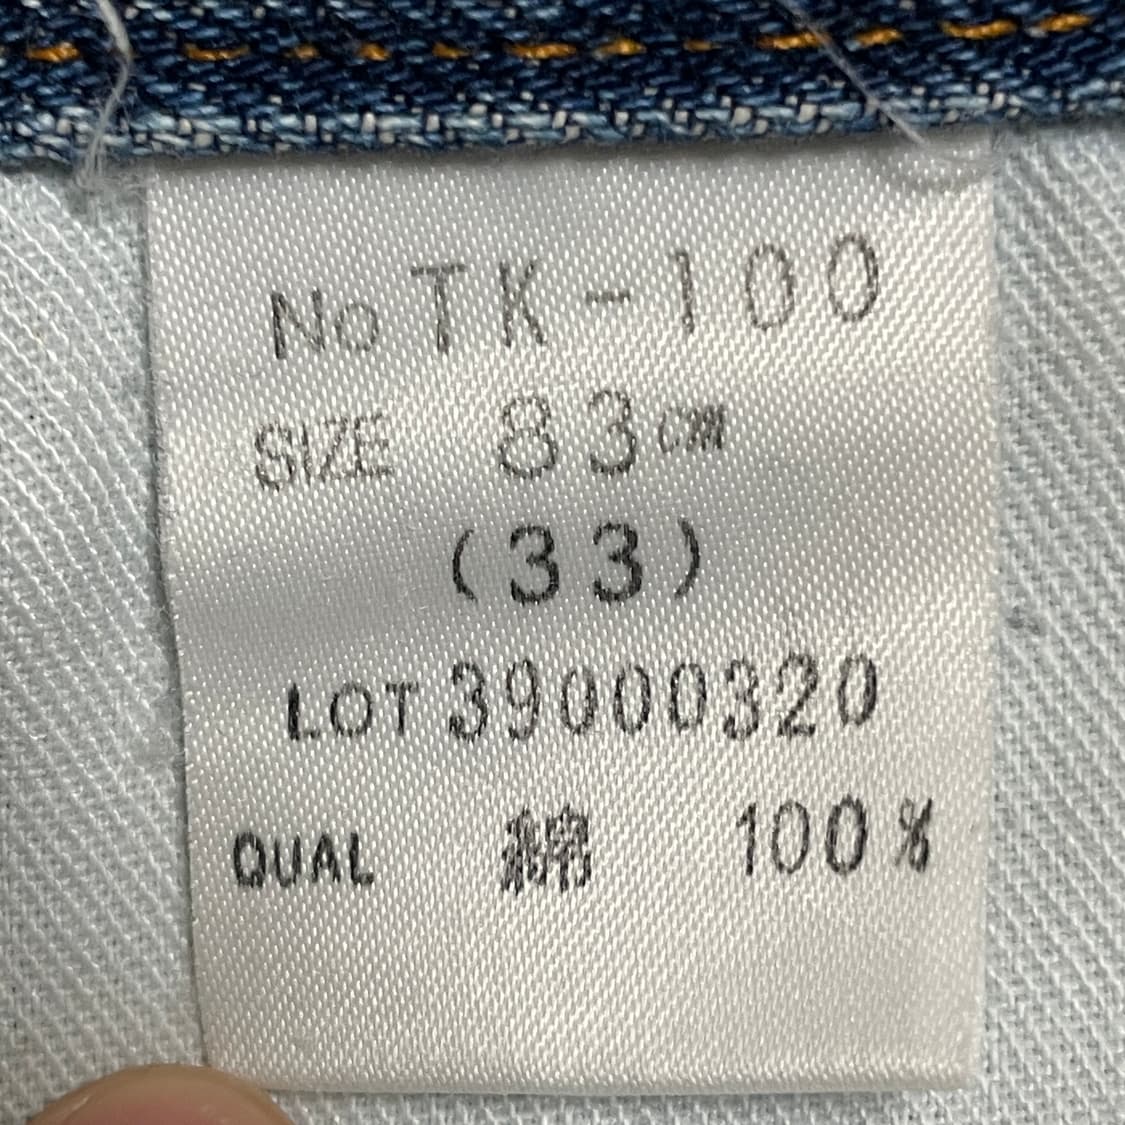 No TK-100
SIZE 83cm
(33)
LOT 39000320
QUAL 綿 100%